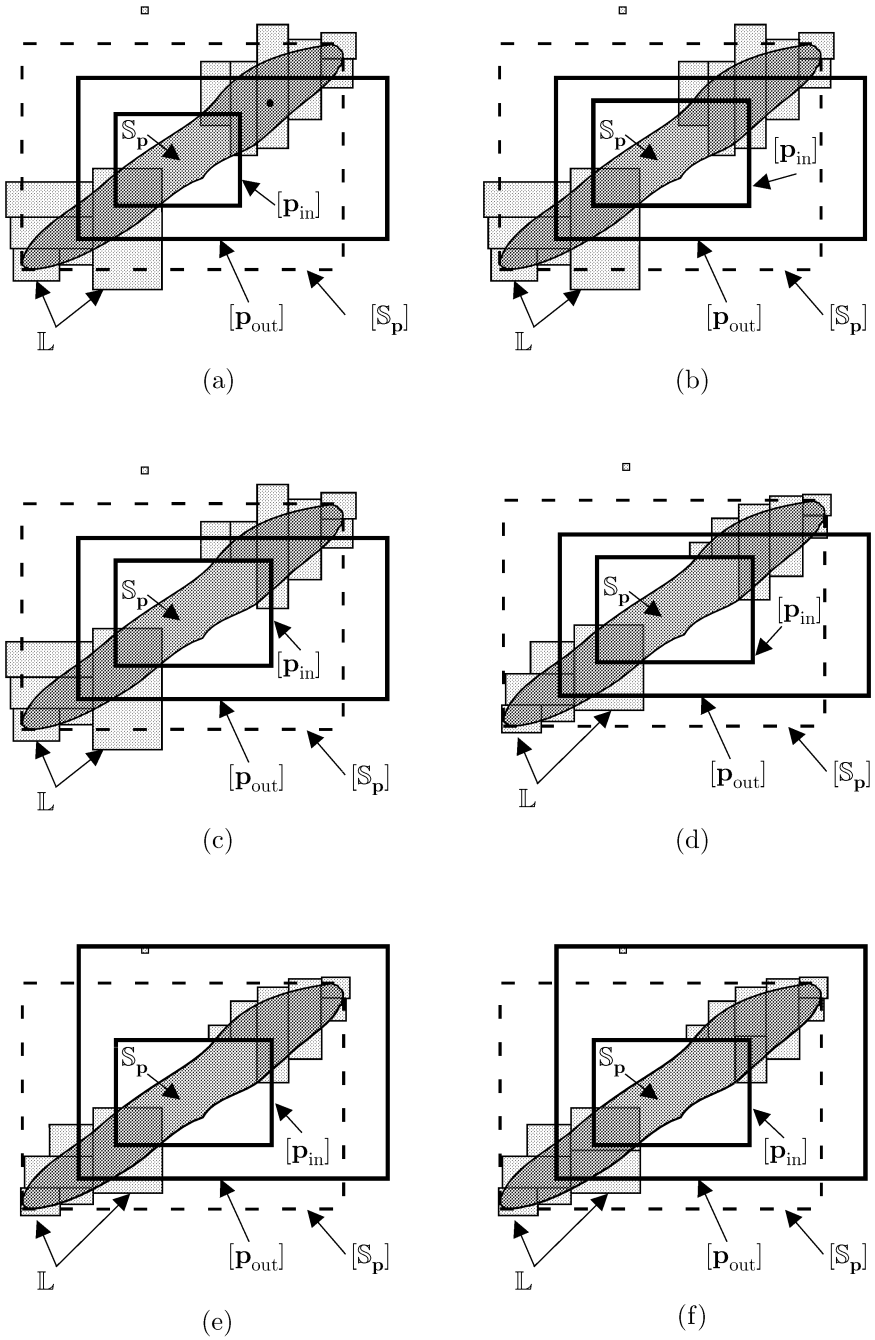 𝕊p
[pin]
[pout]
[𝕊p]
𝕃
(a)
𝕊p
[pin]
[pout]
[𝕊p]
𝕃
(b)
𝕊p
[pin]
[pout]
[𝕊p]
𝕃
(c)
𝕊p
[pin]
[pout]
[𝕊p]
𝕃
(d)
𝕊p
[pin]
[pout]
[𝕊p]
𝕃
(e)
𝕊p
[pin]
[pout]
[𝕊p]
𝕃
(f)